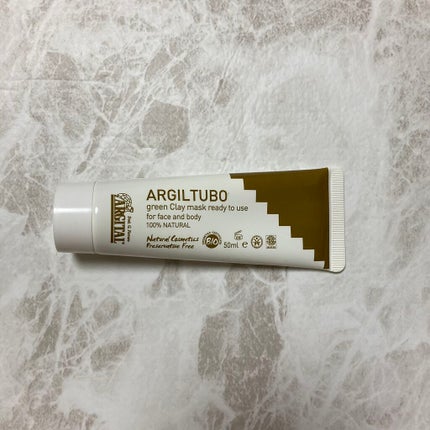 ARGITAL
ARGILTUBO
green Clay mask ready to use
for face and body
100% NATURAL
Natural Cosmetics
Preservative Free
BIO
50ml e